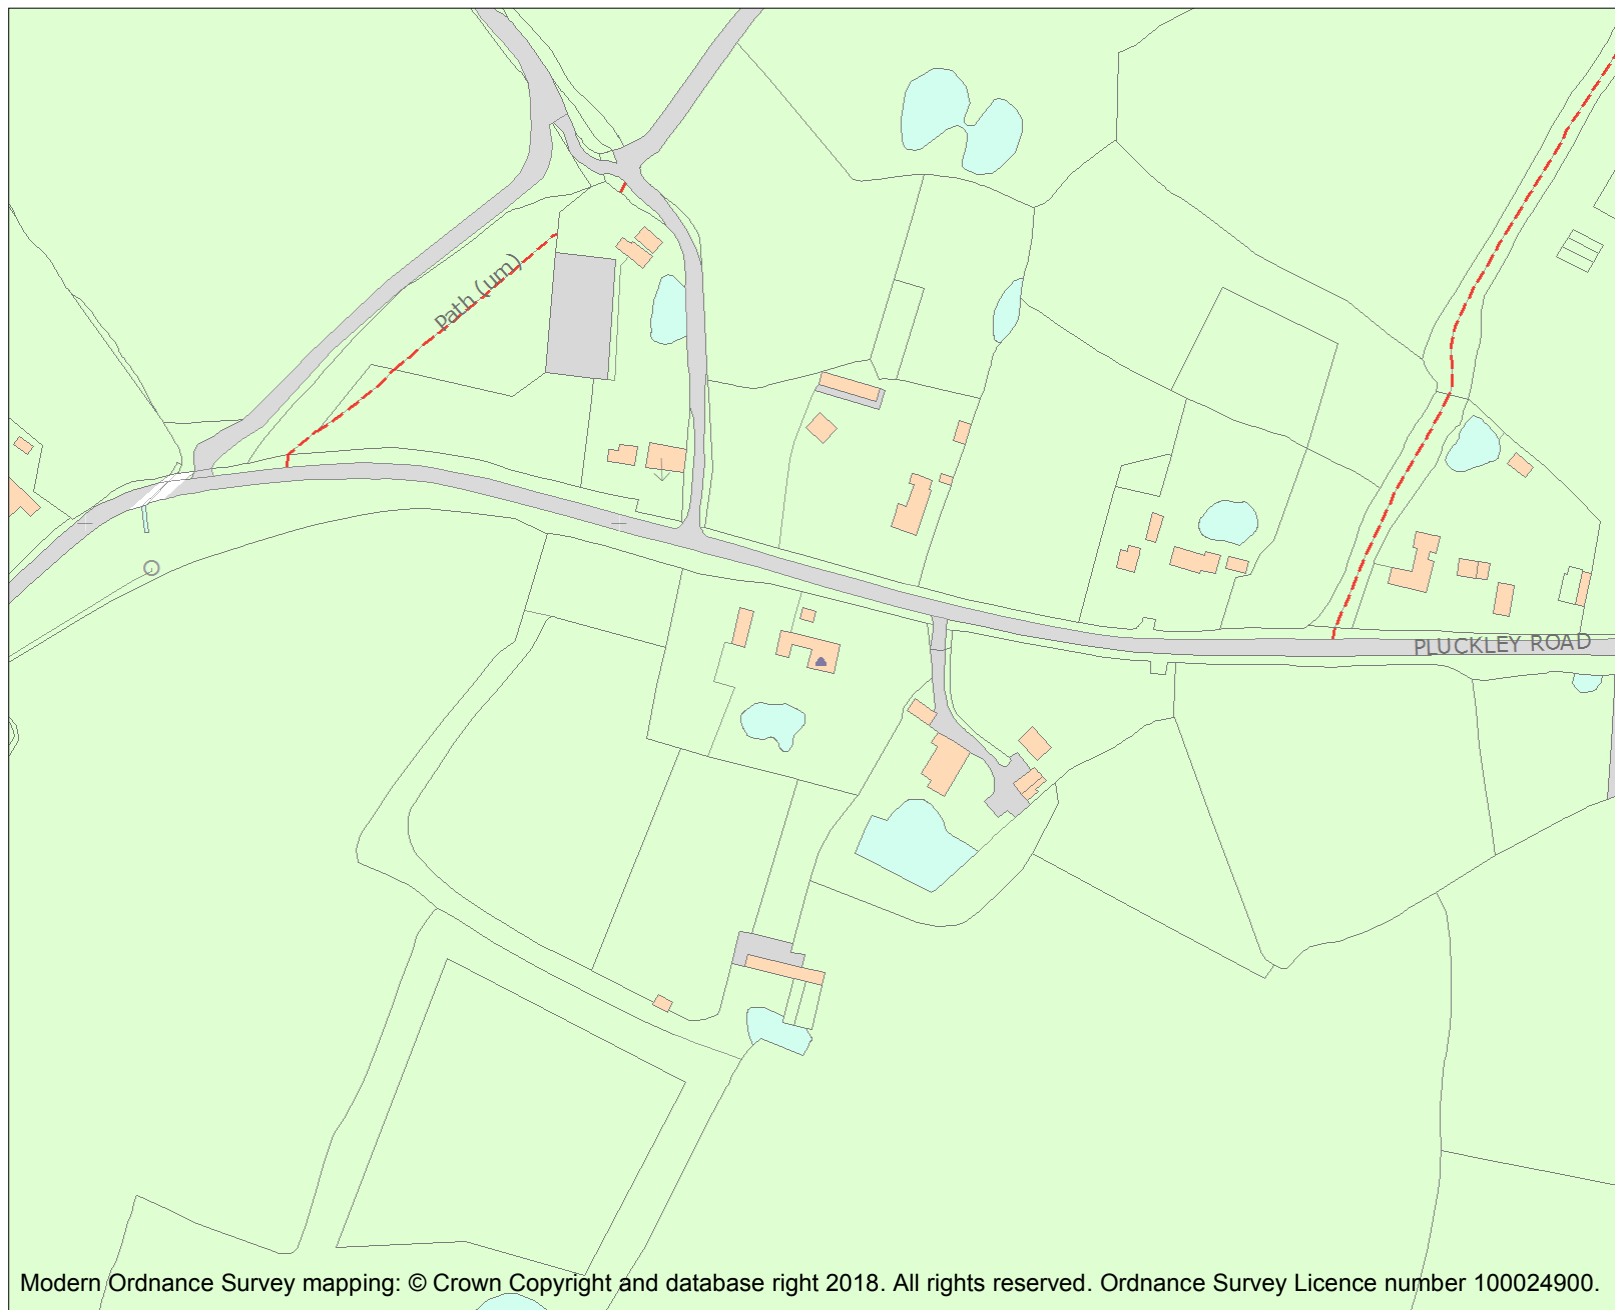 Path (um)
PLUCKLEY ROAD
Modern Ordnance Survey mapping: © Crown Copyright and database right 2018. All rights reserved. Ordnance Survey Licence number 100024900.